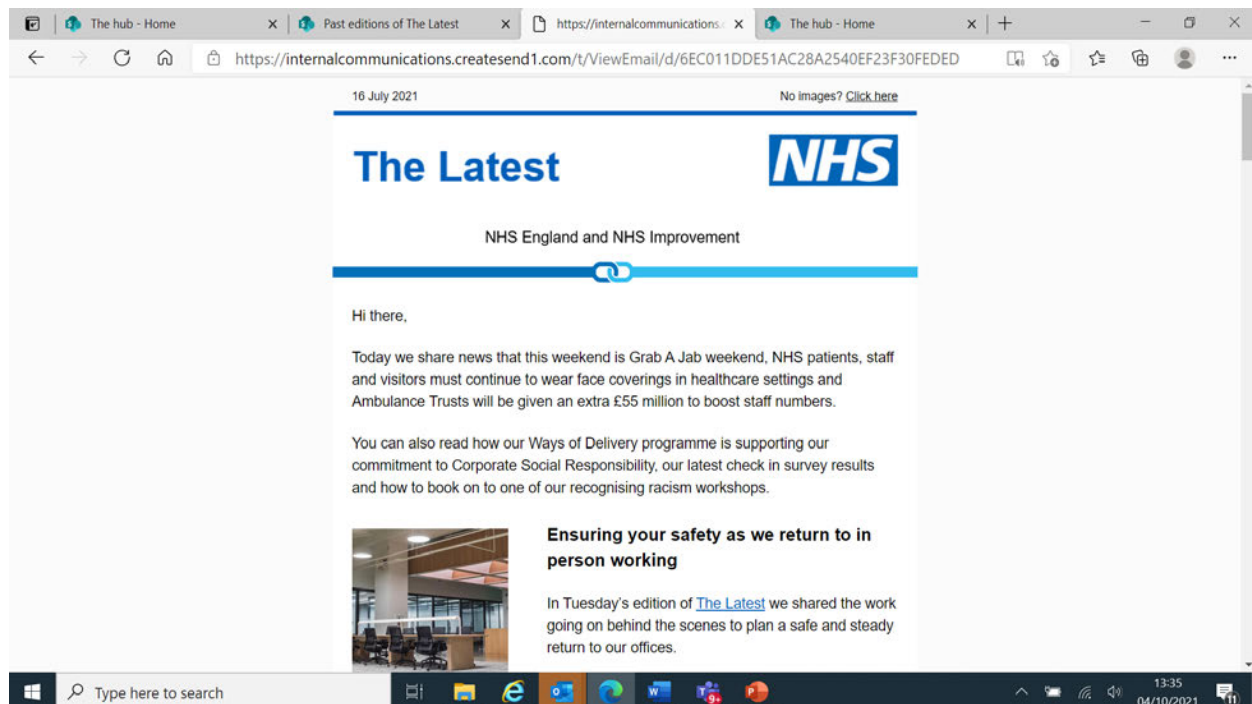 The hub - Home
Past editions of The Latest
https://internalcommunications.c
The hub - Home
https://internalcommunications.createsend1.com/t/ViewEmail/d/6EC011DDE51AC28A2540EF23F30FEDED
16 July 2021
No images? Click here
The Latest
NHS
NHS England and NHS Improvement
Hi there,
Today we share news that this weekend is Grab A Jab weekend, NHS patients, staff
and visitors must continue to wear face coverings in healthcare settings and
Ambulance Trusts will be given an extra £55 million to boost staff numbers.
You can also read how our Ways of Delivery programme is supporting our
commitment to Corporate Social Responsibility, our latest check in survey results
and how to book on to one of our recognising racism workshops.
Ensuring your safety as we return to in
person working
In Tuesday's edition of The Latest we shared the work
going on behind the scenes to plan a safe and steady
return to our offices.
Type here to search
9+
13:35
04/10/2021
11